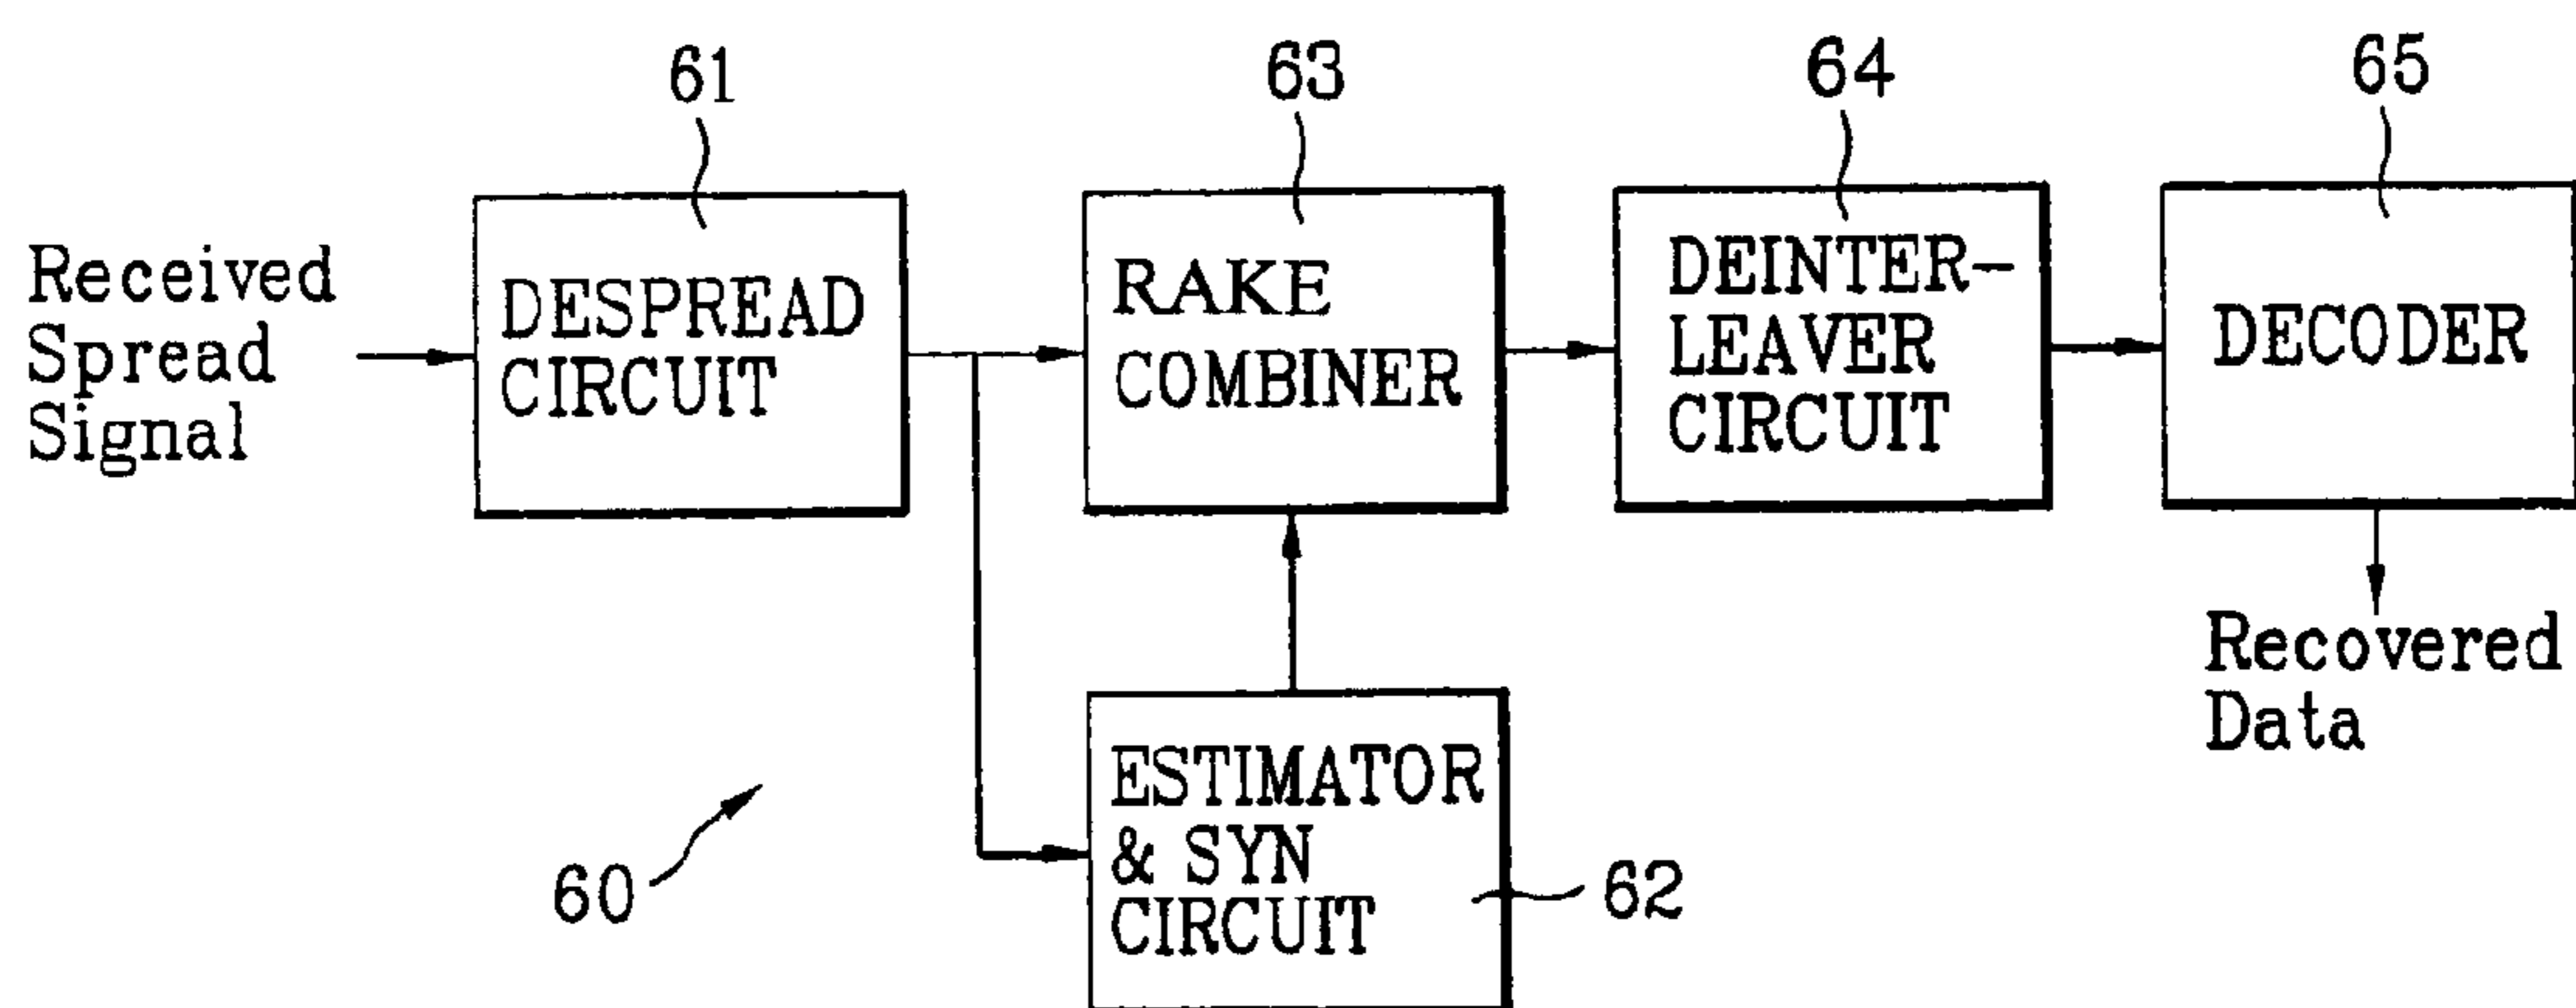 61
63
64
65
Received
Spread
Signal
DESPREAD
CIRCUIT
RAKE
COMBINER
DEINTER-
LEAVER
CIRCUIT
DECODER
Recovered
Data
ESTIMATOR
& SYN
CIRCUIT
60
62